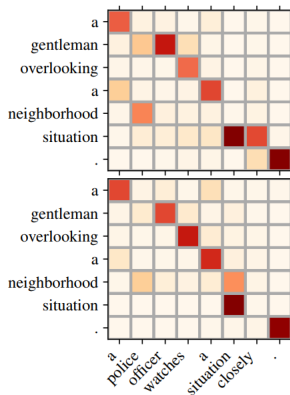 a
gentleman
overlooking
a
neighborhood
situation
.
a
gentleman
overlooking
a
neighborhood
situation
.
a
police
officer
watches
a
situation
closely
.